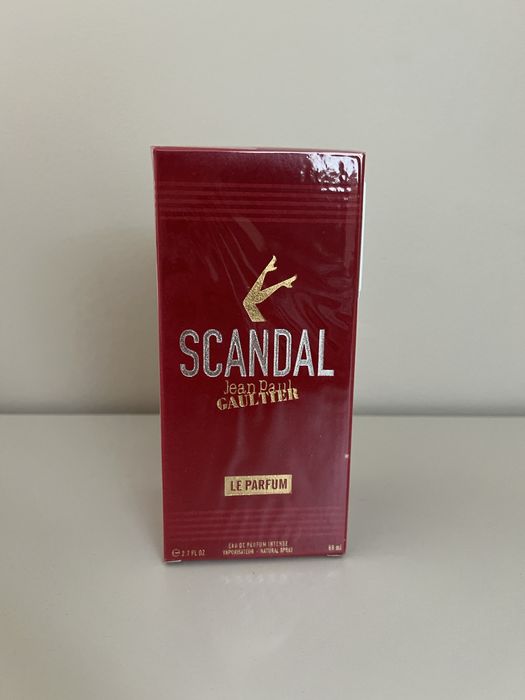 SCANDAL
Jean Paul
GAULTIER
LE PARFUM
EAU DE PARFUM INTENSE
VAPORISATEUR - NATURAL SPRAY
℮ 2.7 FL OZ
80 ml